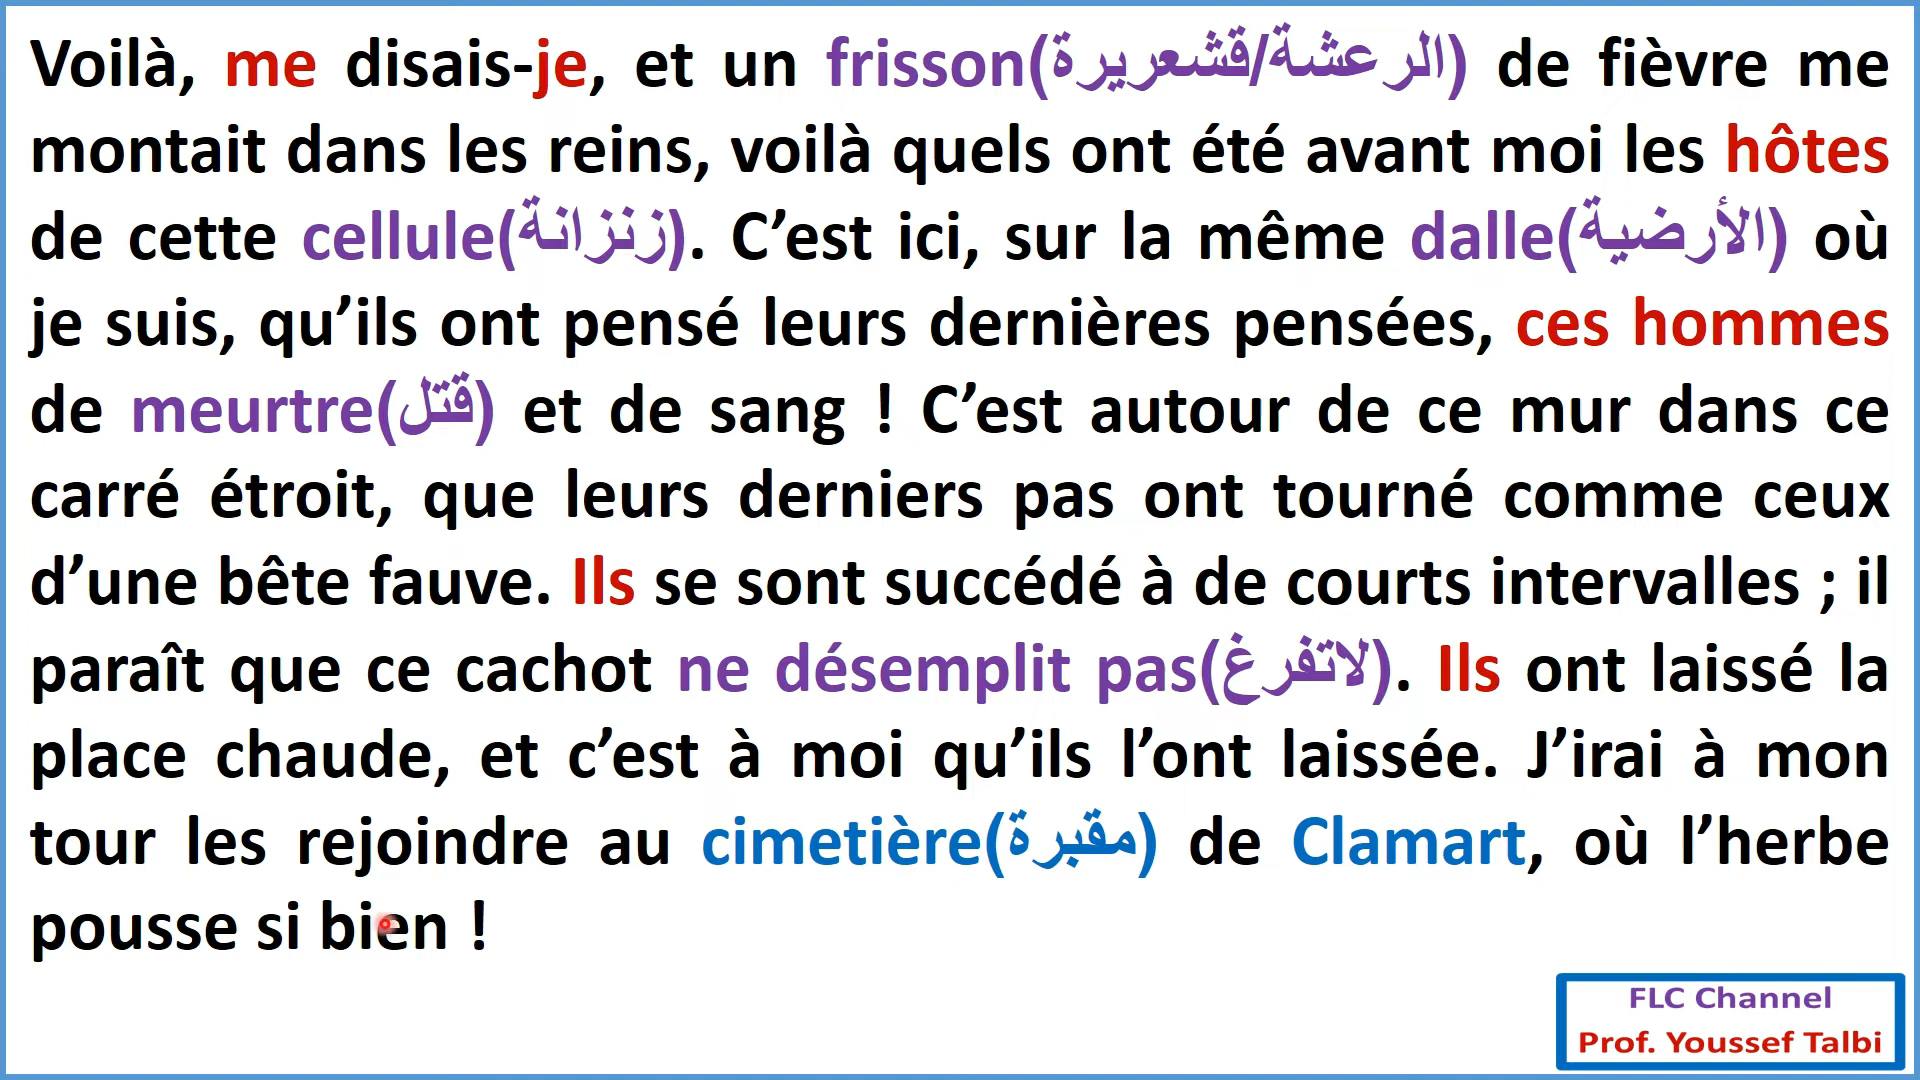 Voilà, me disais-je, et un frisson(الرعشة/قشعريرة) de fièvre me
montait dans les reins, voilà quels ont été avant moi les hôtes
de cette cellule(زنزانة). C’est ici, sur la même dalle(الأرضية) où
je suis, qu’ils ont pensé leurs dernières pensées, ces hommes
de meurtre(قتل) et de sang ! C’est autour de ce mur dans ce
carré étroit, que leurs derniers pas ont tourné comme ceux
d’une bête fauve. Ils se sont succédé à de courts intervalles ; il
paraît que ce cachot ne désemplit pas(لاتفرغ). Ils ont laissé la
place chaude, et c’est à moi qu’ils l’ont laissée. J’irai à mon
tour les rejoindre au cimetière(مقبرة) de Clamart, où l’herbe
pousse si bien !
FLC Channel
Prof. Youssef Talbi